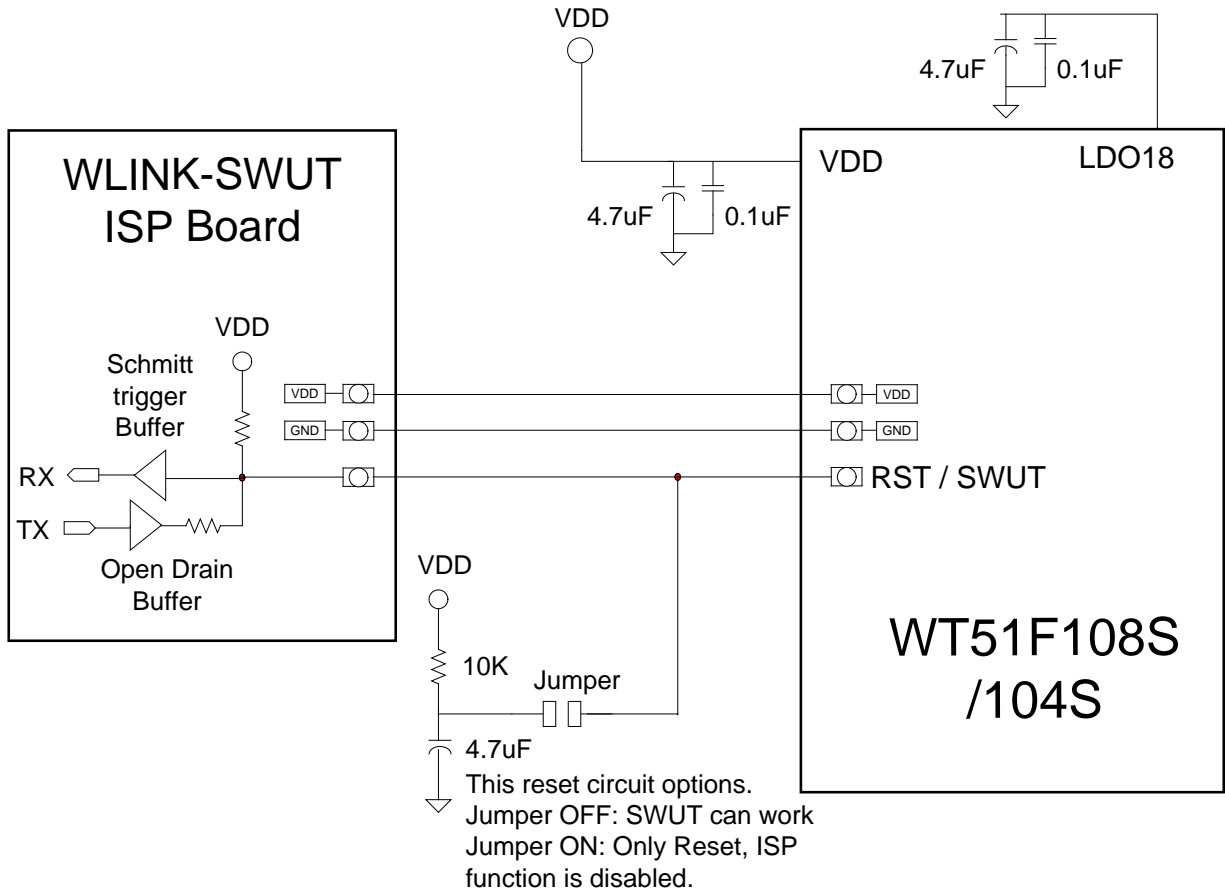 VDD
4.7uF
0.1uF
WLINK-SWUT
ISP Board
VDD
LDO18
4.7uF
0.1uF
VDD
Schmitt
trigger
Buffer
VDD
VDD
GND
GND
RX
RST / SWUT
TX
Open Drain
Buffer
VDD
10K
Jumper
WT51F108S
/104S
4.7uF
This reset circuit options.
Jumper OFF: SWUT can work
Jumper ON: Only Reset, ISP
function is disabled.